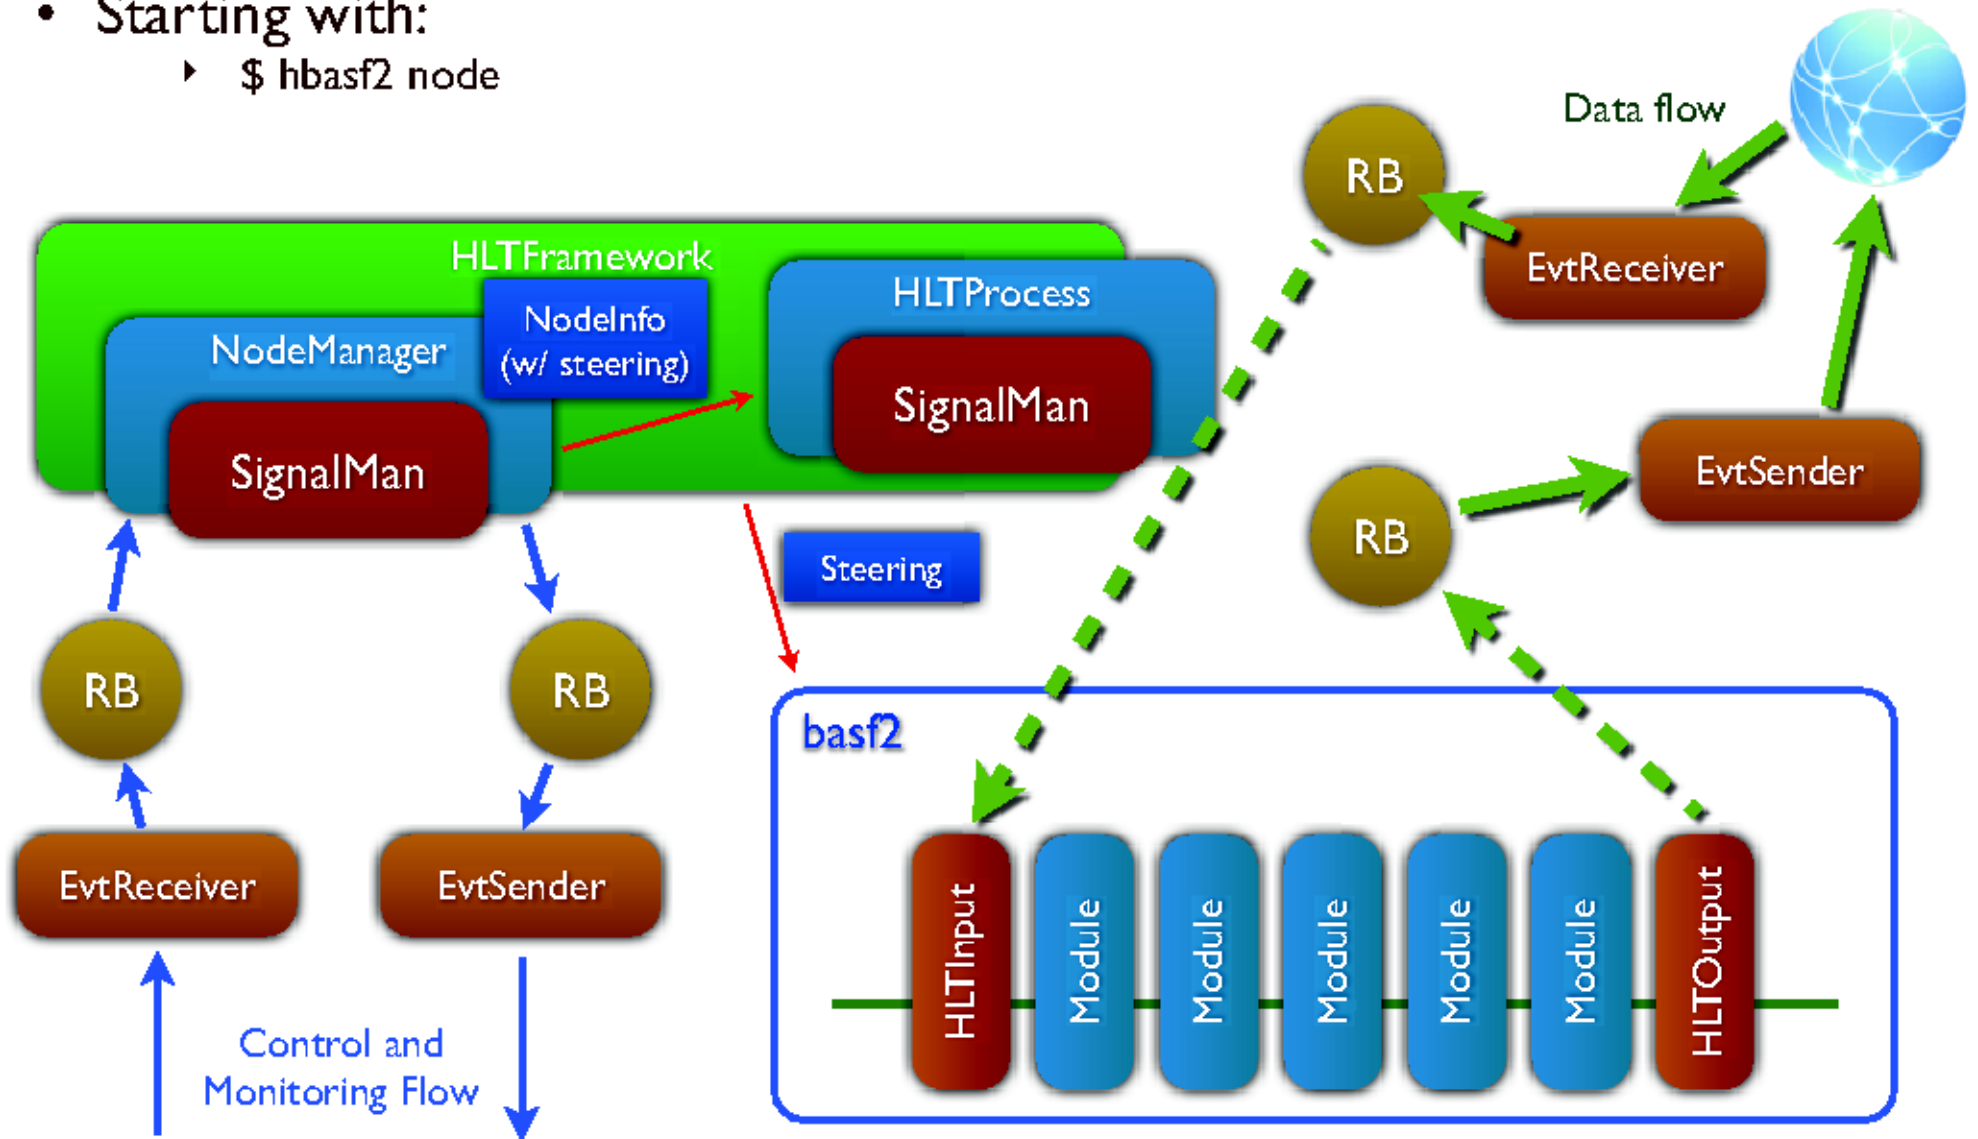 • Starting with:
‣ $ hbasf2 node
Data flow
RB
EvtReceiver
HLTFramework
HLTProcess
NodeInfo
(w/ steering)
NodeManager
SignalMan
SignalMan
EvtSender
RB
Steering
RB
RB
basf2
EvtReceiver
EvtSender
HLTInput
Module
Module
Module
Module
Module
HLTOutput
Control and
Monitoring Flow